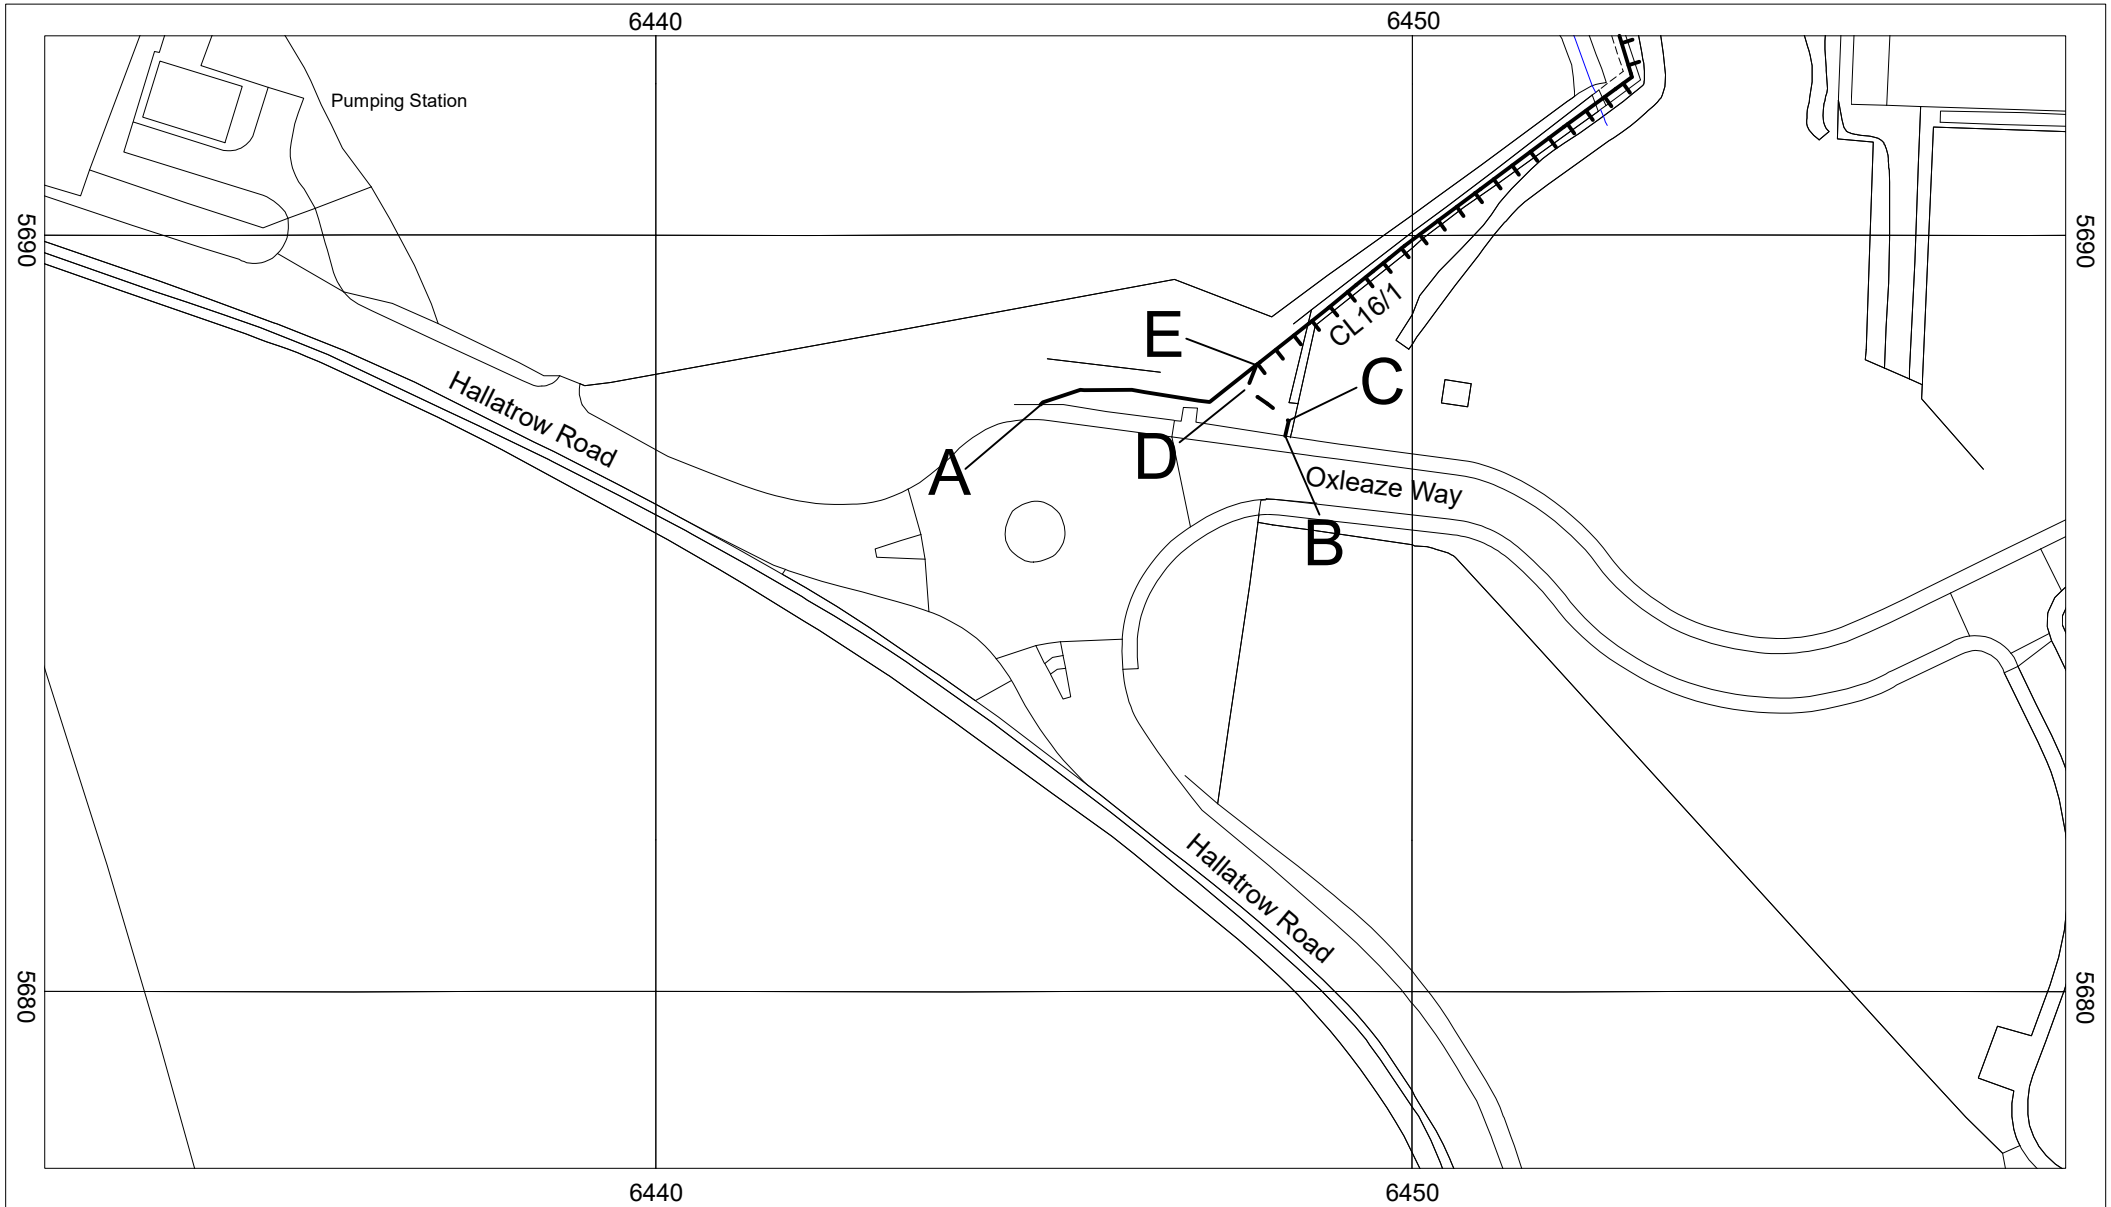 6440
6450
Pumping Station
5690
5690
CL16/1
E
C
Hallatrow Road
D
A
Oxleaze Way
B
Hallatrow Road
5680
5680
6440
6450